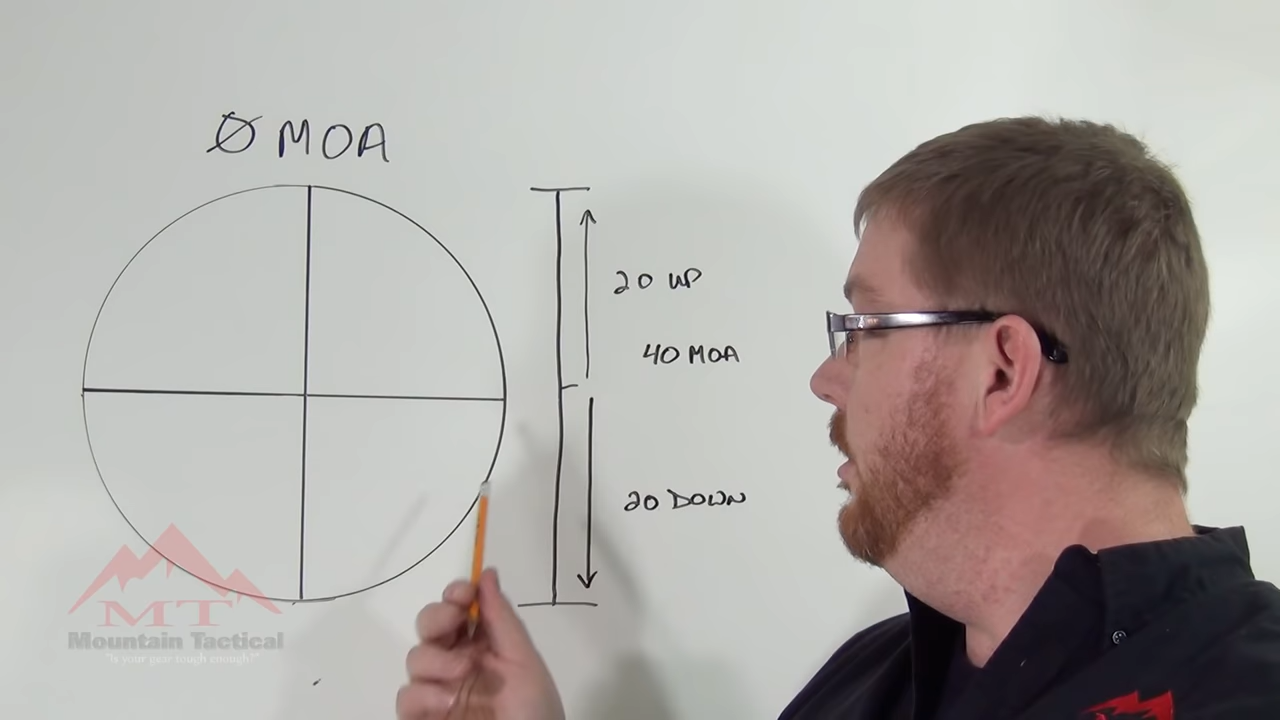 Ø MOA
20 UP
40 MOA
20 DOWN
MT
Mountain Tactical
"Is your gear tough enough?"